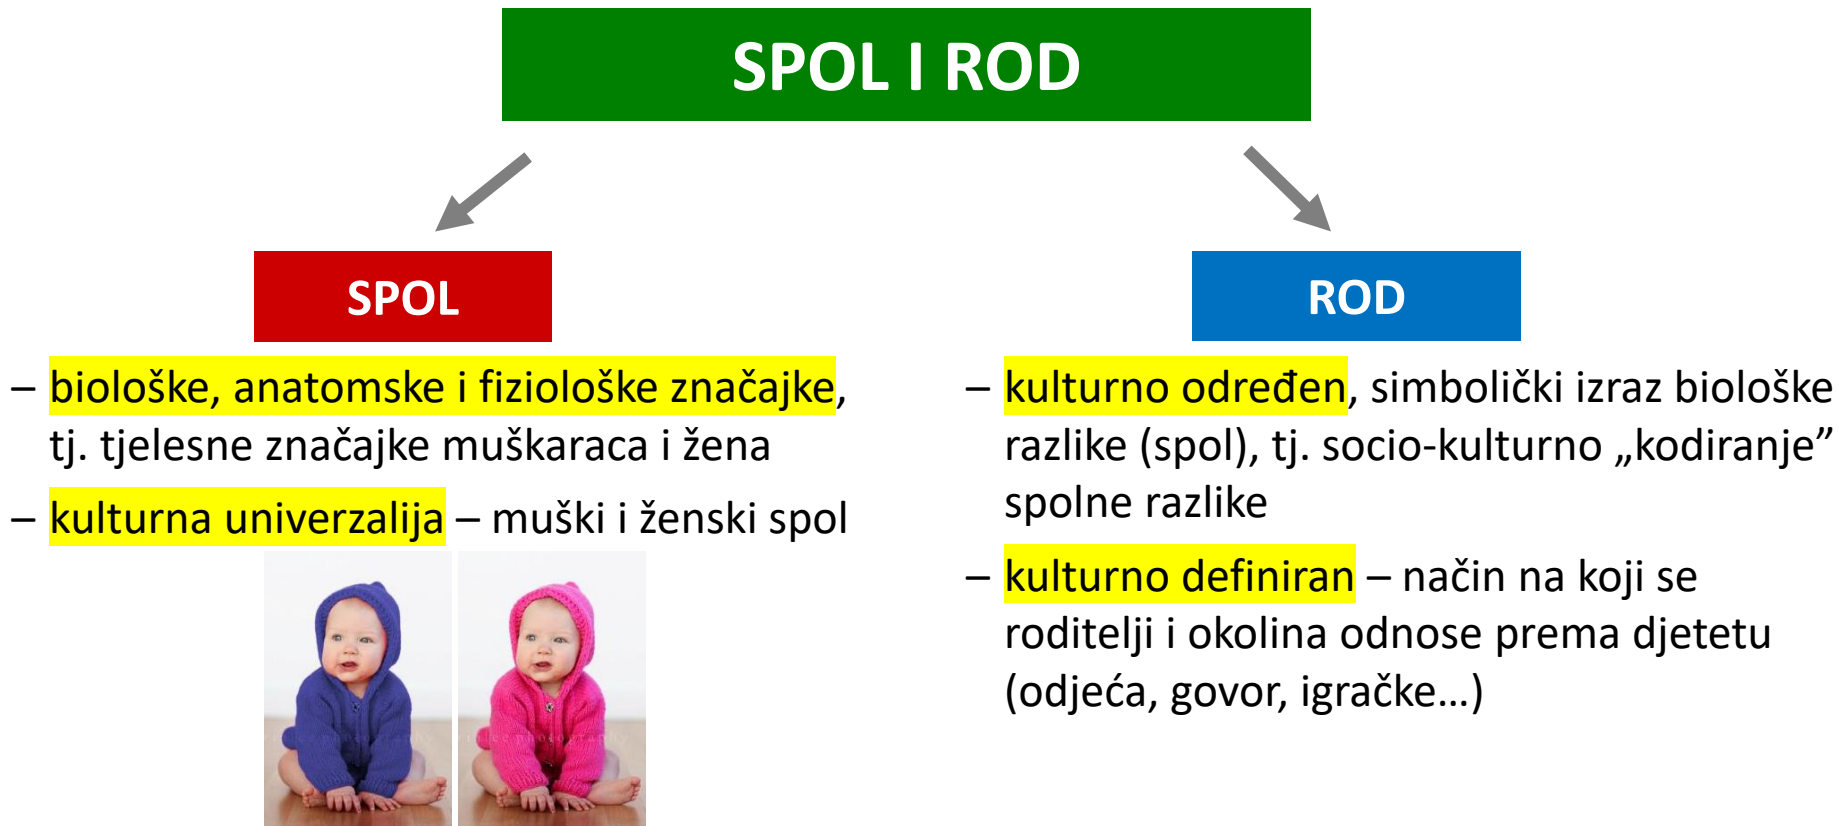 SPOL I ROD
SPOL
– biološke, anatomske i fiziološke značajke,
tj. tjelesne značajke muškaraca i žena
– kulturna univerzalija – muški i ženski spol
ROD
– kulturno određen, simbolički izraz biološke
razlike (spol), tj. socio-kulturno „kodiranje”
spolne razlike
– kulturno definiran – način na koji se
roditelji i okolina odnose prema djetetu
(odjeća, govor, igračke…)